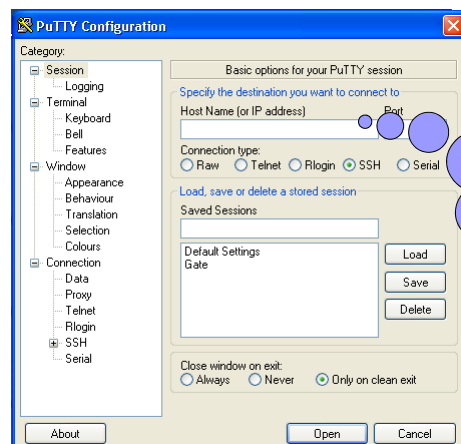 PuTTY Configuration
Category:
Session
Logging
Terminal
Keyboard
Bell
Features
Window
Appearance
Behaviour
Translation
Selection
Colours
Connection
Data
Proxy
Telnet
Rlogin
SSH
Serial
Basic options for your PuTTY session
Specify the destination you want to connect to
Host Name (or IP address) Port
Connection type:
Raw Telnet Rlogin SSH Serial
Load, save or delete a stored session
Saved Sessions
Default Settings
Gate
Load
Save
Delete
Close window on exit:
Always Never Only on clean exit
About Open Cancel